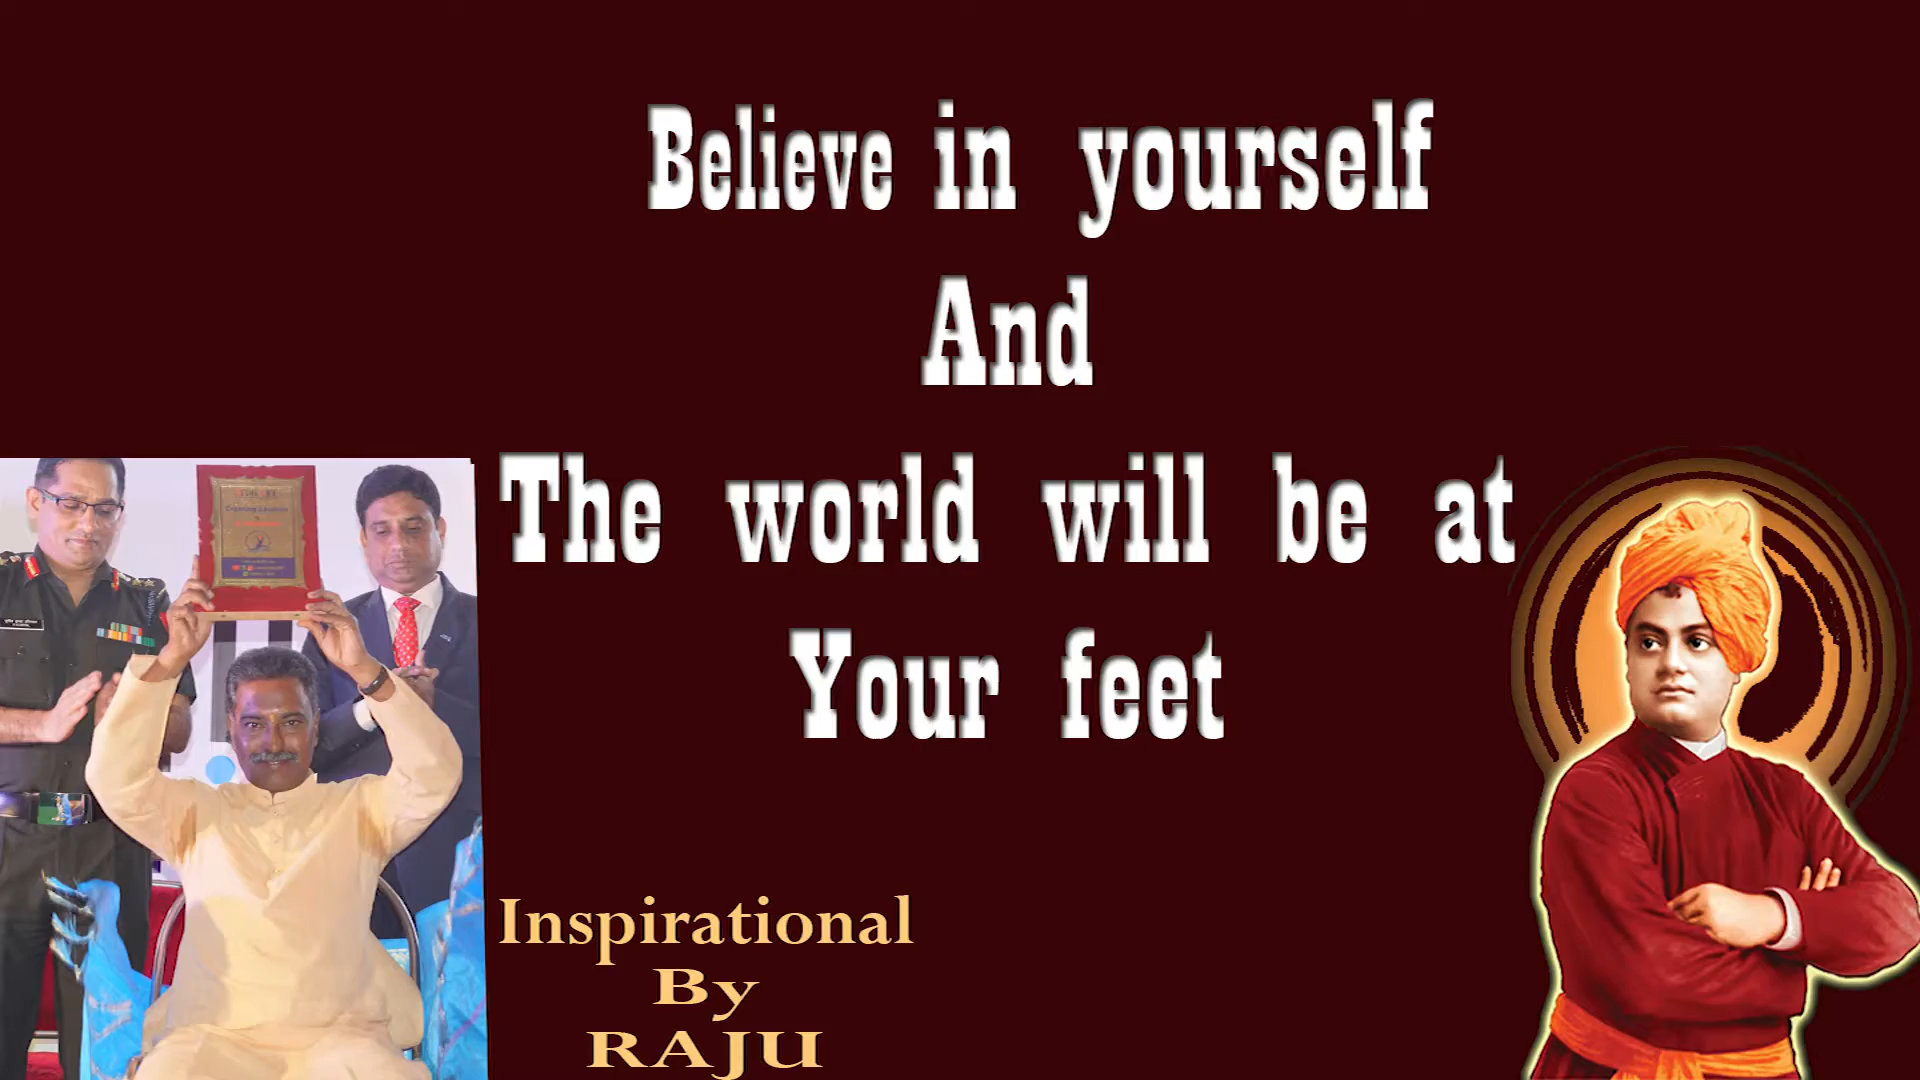 Believe in yourself
And
The world will be at
Your feet
Inspirational
By
RAJU